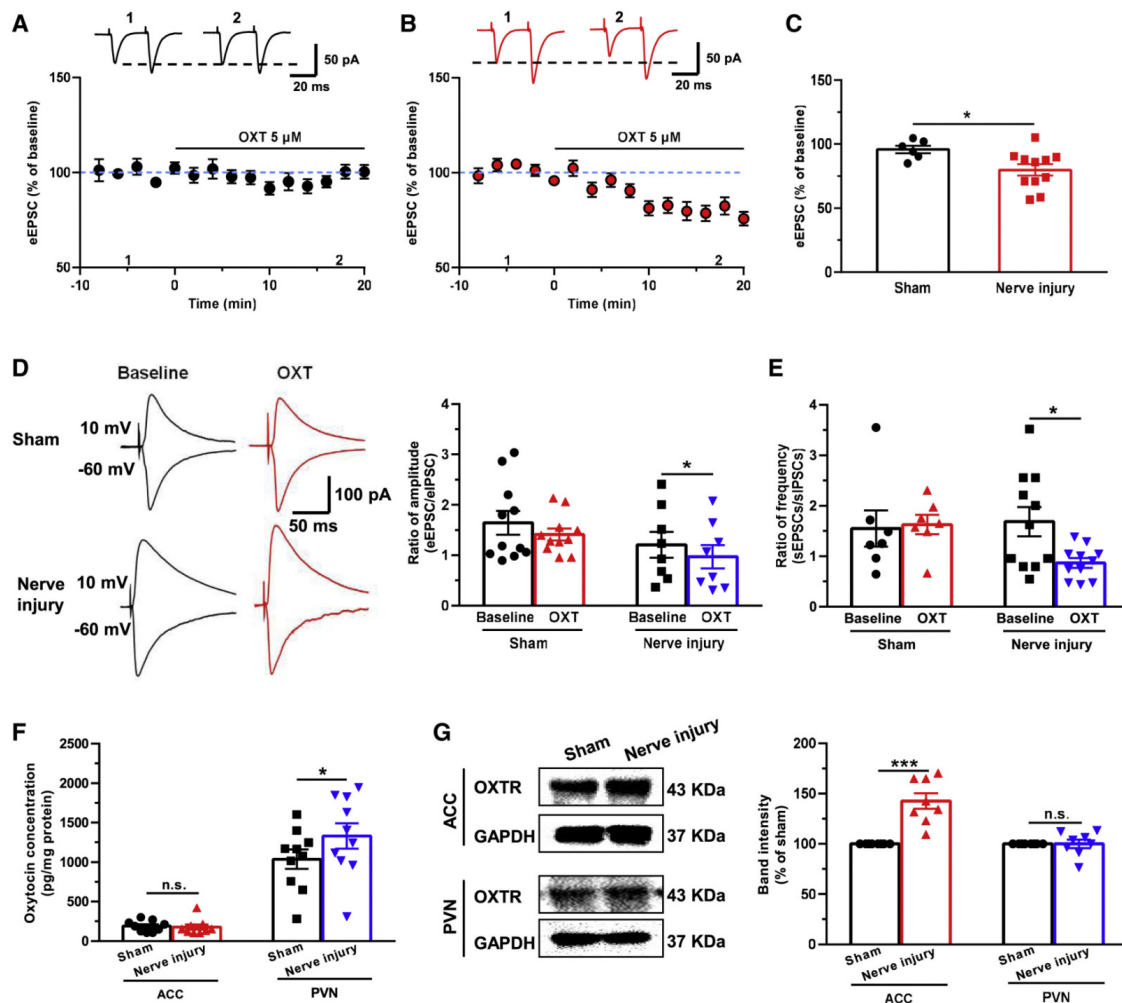 A
1
2
50 pA
20 ms
150
100
50
eEPSC (% of baseline)
OXT 5 μM
1
2
-10
0
10
20
Time (min)
B
1
2
50 pA
20 ms
150
100
50
eEPSC (% of baseline)
OXT 5 μM
1
2
-10
0
10
20
Time (min)
C
150
100
50
0
eEPSC (% of baseline)
*
Sham
Nerve injury
D
Baseline
OXT
Sham
10 mV
-60 mV
100 pA
50 ms
Nerve
injury
10 mV
-60 mV
4
3
2
1
0
Ratio of amplitude
(eEPSC/eIPSC)
*
Baseline OXT
Baseline OXT
Sham
Nerve injury
E
4
3
2
1
0
Ratio of frequency
(sEPSCs/sIPSCs)
*
Baseline OXT
Baseline OXT
Sham
Nerve injury
F
2500
2000
1500
1000
500
0
Oxytocin concentration
(pg/mg protein)
n.s.
*
Sham
Nerve injury
Sham
Nerve injury
ACC
PVN
G
Sham
Nerve injury
ACC
OXTR
43 KDa
GAPDH
37 KDa
PVN
OXTR
43 KDa
GAPDH
37 KDa
200
150
100
50
0
Band intensity
(% of sham)
***
n.s.
Sham
Nerve injury
Sham
Nerve injury
ACC
PVN